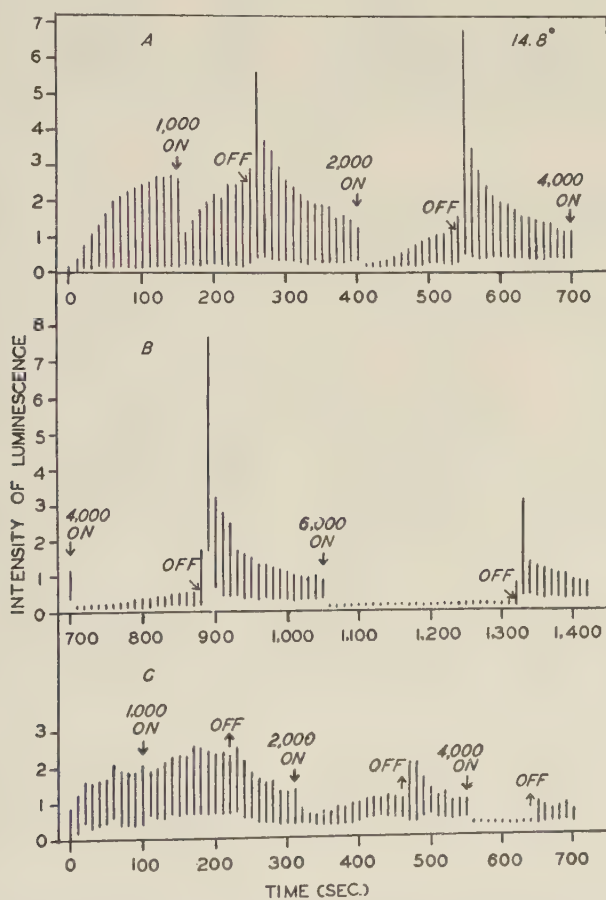 7
A
14.8°
6
5
4
1,000
ON
OFF
2,000
ON
4,000
ON
OFF
3
2
1
0
0 100 200 300 400 500 600 700
INTENSITY OF LUMINESCENCE
8
B
7
6
5
4
3
4,000
ON
OFF
6,000
ON
OFF
2
1
0
700 800 900 1.000 1.100 1.200 1.300 1.400
C
1.000
ON
OFF
2,000
ON
OFF
4,000
ON
OFF
3
2
1
0
0 100 200 300 400 500 600 700
TIME (SEC.)